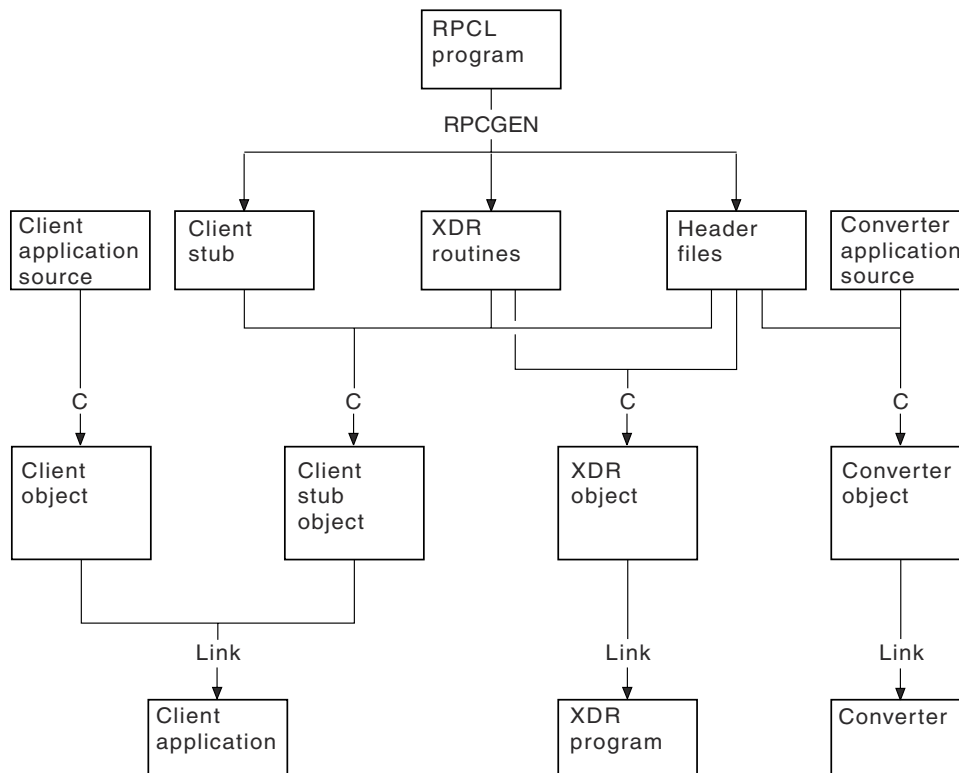 RPCL
program
RPCGEN
Client
application
source
Client
stub
XDR
routines
Header
files
Converter
application
source
C
C
C
C
Client
object
Client
stub
object
XDR
object
Converter
object
Link
Link
Link
Client
application
XDR
program
Converter